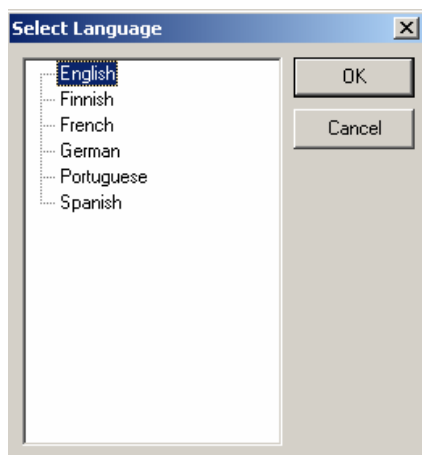 Select Language
English
Finnish
French
German
Portuguese
Spanish
OK
Cancel